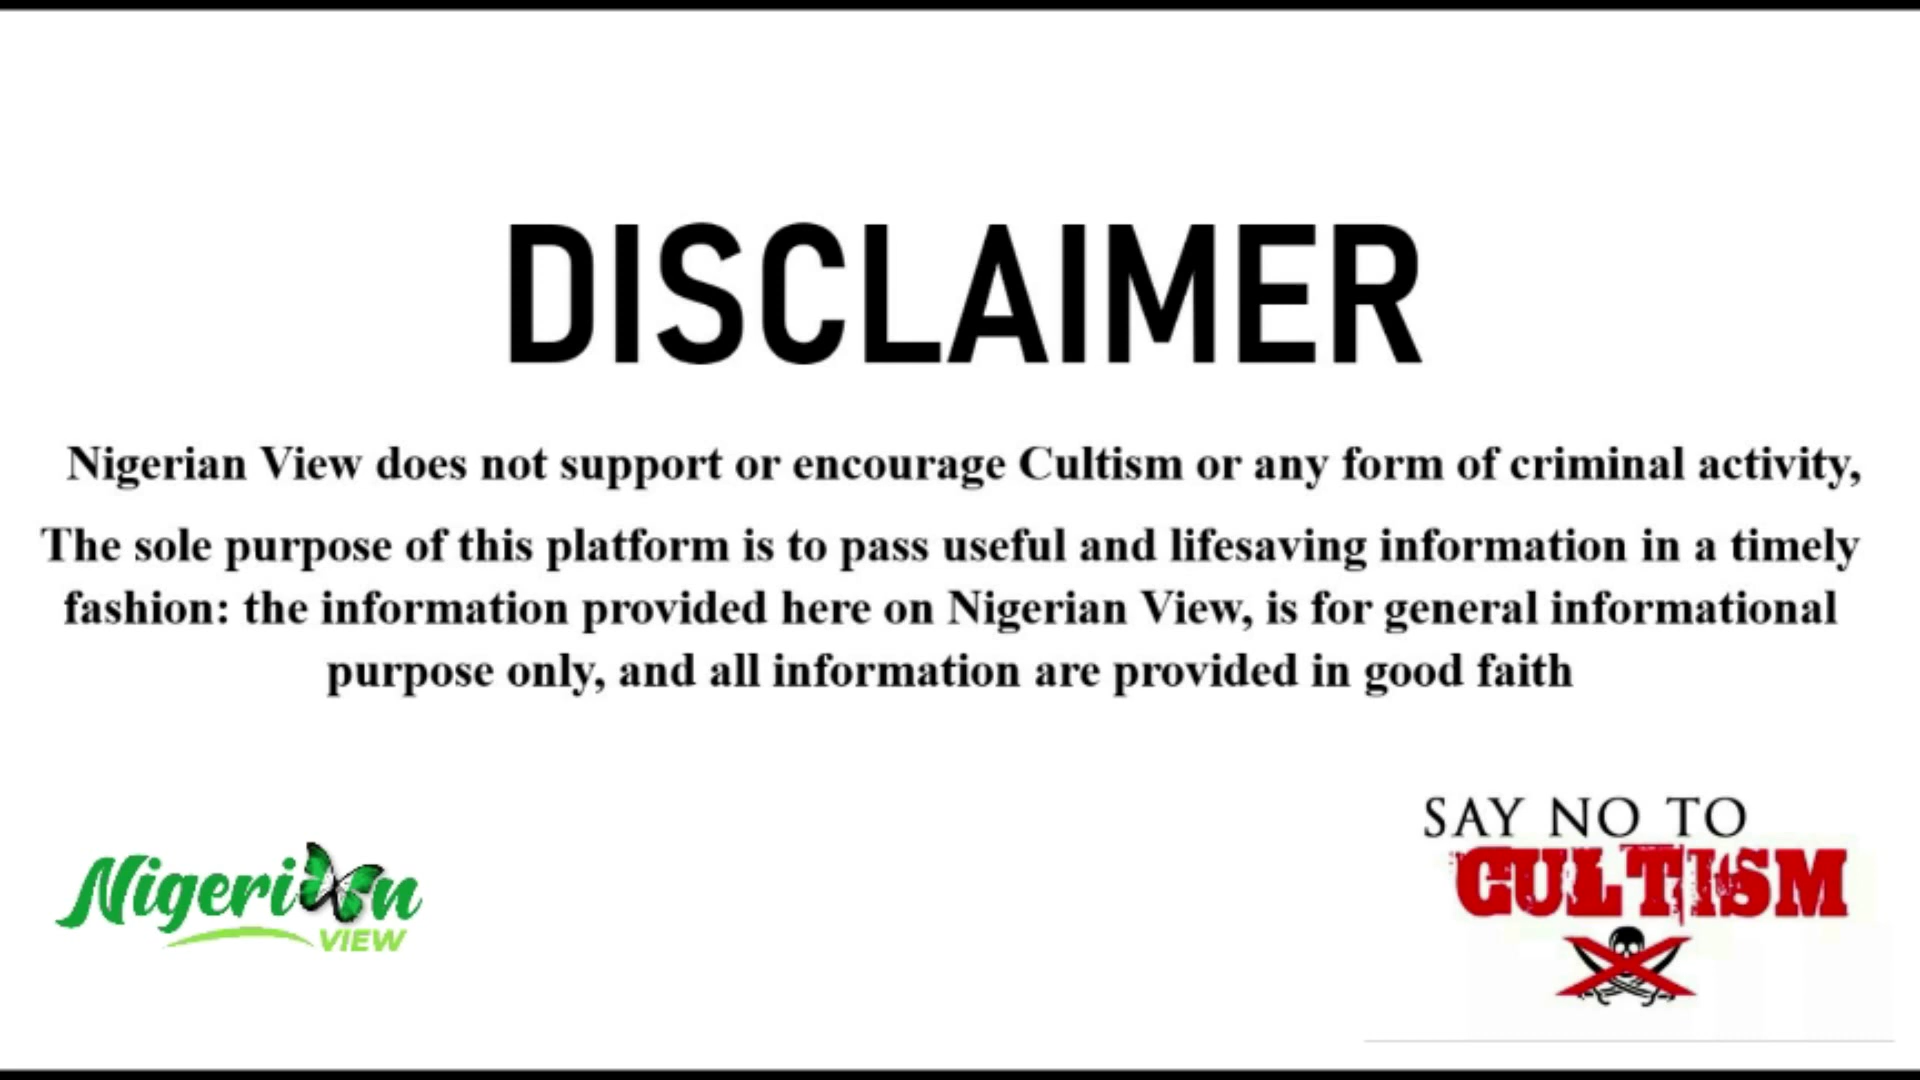 DISCLAIMER
Nigerian View does not support or encourage Cultism or any form of criminal activity,
The sole purpose of this platform is to pass useful and lifesaving information in a timely
fashion: the information provided here on Nigerian View, is for general informational
purpose only, and all information are provided in good faith
Nigerian
VIEW
SAY NO TO
CULTISM